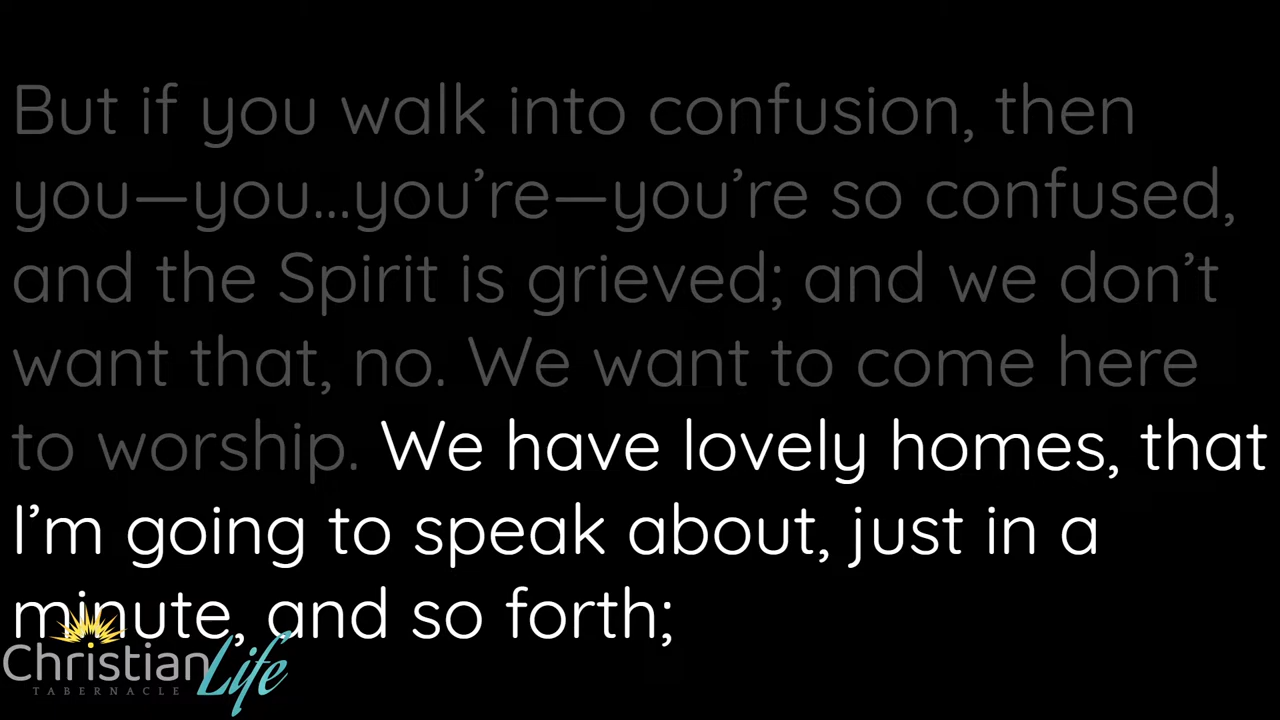 But if you walk into confusion, then
you—you...you’re—you’re so confused,
and the Spirit is grieved; and we don’t
want that, no. We want to come here
to worship. We have lovely homes, that
I’m going to speak about, just in a
minute, and so forth;
Christian Life
TABERNACLE